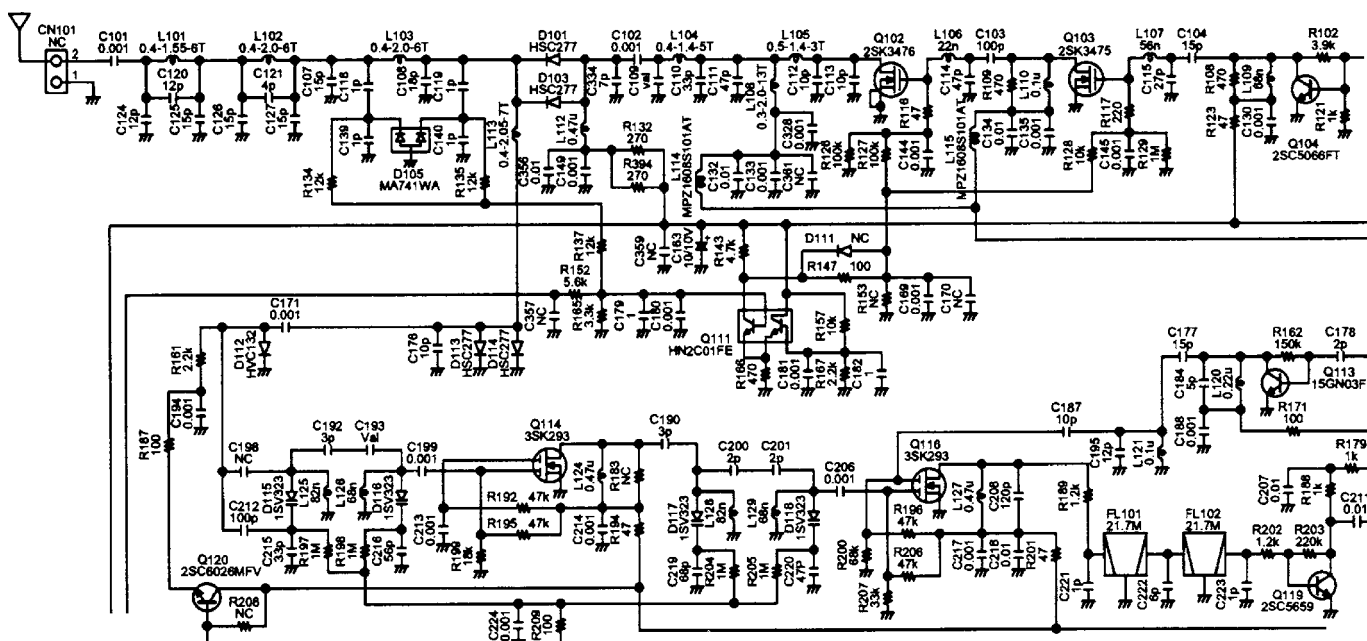 CN101
NC
2
1
C101
0.001
L101
0.4-1.55-6T
C120
12p
C124
12p
C125
15p
L102
0.4-2.0-6T
C121
4p
C126
15p
C127
15p
C107
15p
C118
1p
L103
0.4-2.0-6T
C108
18p
C119
1p
C139
1p
D105
MA741WA
C140
1p
R134
12k
R135
12k
L113
0.4-2.05-7T
D101
HSC277
D103
HSC277
L112
0.47u
C334
7p
C102
0.001
C109
val
L104
0.4-1.4-5T
C110
33p
C111
47p
C356
0.01
C149
0.001
R132
270
R394
270
L114
MPZ1608S101AT
L105
0.5-1.4-3T
0.3-2.0-13T
C112
10p
C113
10p
C328
0.001
C132
0.01
C133
0.001
C361
NC
Q102
2SK3476
L106
22n
C114
47p
R116
47
C103
100p
R109
470
L110
0.1u
C134
0.01
C135
0.001
R126
100k
R127
100k
C144
0.001
L115
MPZ1608S101AT
Q103
2SK3475
L107
56n
C115
27p
C104
15p
R117
220
R128
10k
C145
0.001
R129
1M
R108
470
L109
68n
R123
47
C130
0.001
R102
3.9k
R121
1k
Q104
2SC5066FT
R137
12k
C359
NC
C163
10/10V
+
R143
4.7k
D111
NC
R147
100
R152
5.6k
C357
NC
R165
3.3k
C179
1
C180
0.001
Q111
HN2C01FE
R153
NC
C169
0.001
C170
NC
R157
10k
R166
470
C181
0.001
R167
2.2k
C182
1
C171
0.001
R161
2.2k
D112
HVC132
C176
10p
D113
HSC277
D114
HSC277
C194
0.001
R187
100
C177
15p
R162
150k
C178
2p
C184
5p
L120
0.22u
Q113
15GN03F
C188
0.001
R171
100
C198
NC
C212
100p
C192
3p
C193
Val
D115
1SV323
L125
82n
L126
68n
D116
1SV323
C199
0.001
C215
33p
R197
1M
R198
1M
C216
56p
Q114
3SK293
R192
47k
R195
47k
C213
0.001
R199
18k
L124
0.47u
R183
NC
C214
0.001
R194
47
C190
3p
C200
2p
C201
2p
D117
1SV323
L128
82n
L129
68n
D118
1SV323
C219
68p
R204
1M
R205
1M
C220
47P
C206
0.001
Q116
3SK293
R196
47k
R206
47k
R200
68k
R207
33k
L127
0.47u
C208
120p
C217
0.001
C218
0.01
R201
47
C187
10p
C195
12p
L121
0.1u
R189
1.2k
FL101
21.7M
FL102
21.7M
C221
1p
C222
6p
C223
1p
R202
1.2k
R203
220k
C207
0.01
R188
1k
R179
1k
C211
0.01
Q119
2SC5659
Q120
2SC6026MFV
R208
NC
C224
0.001
R209
100